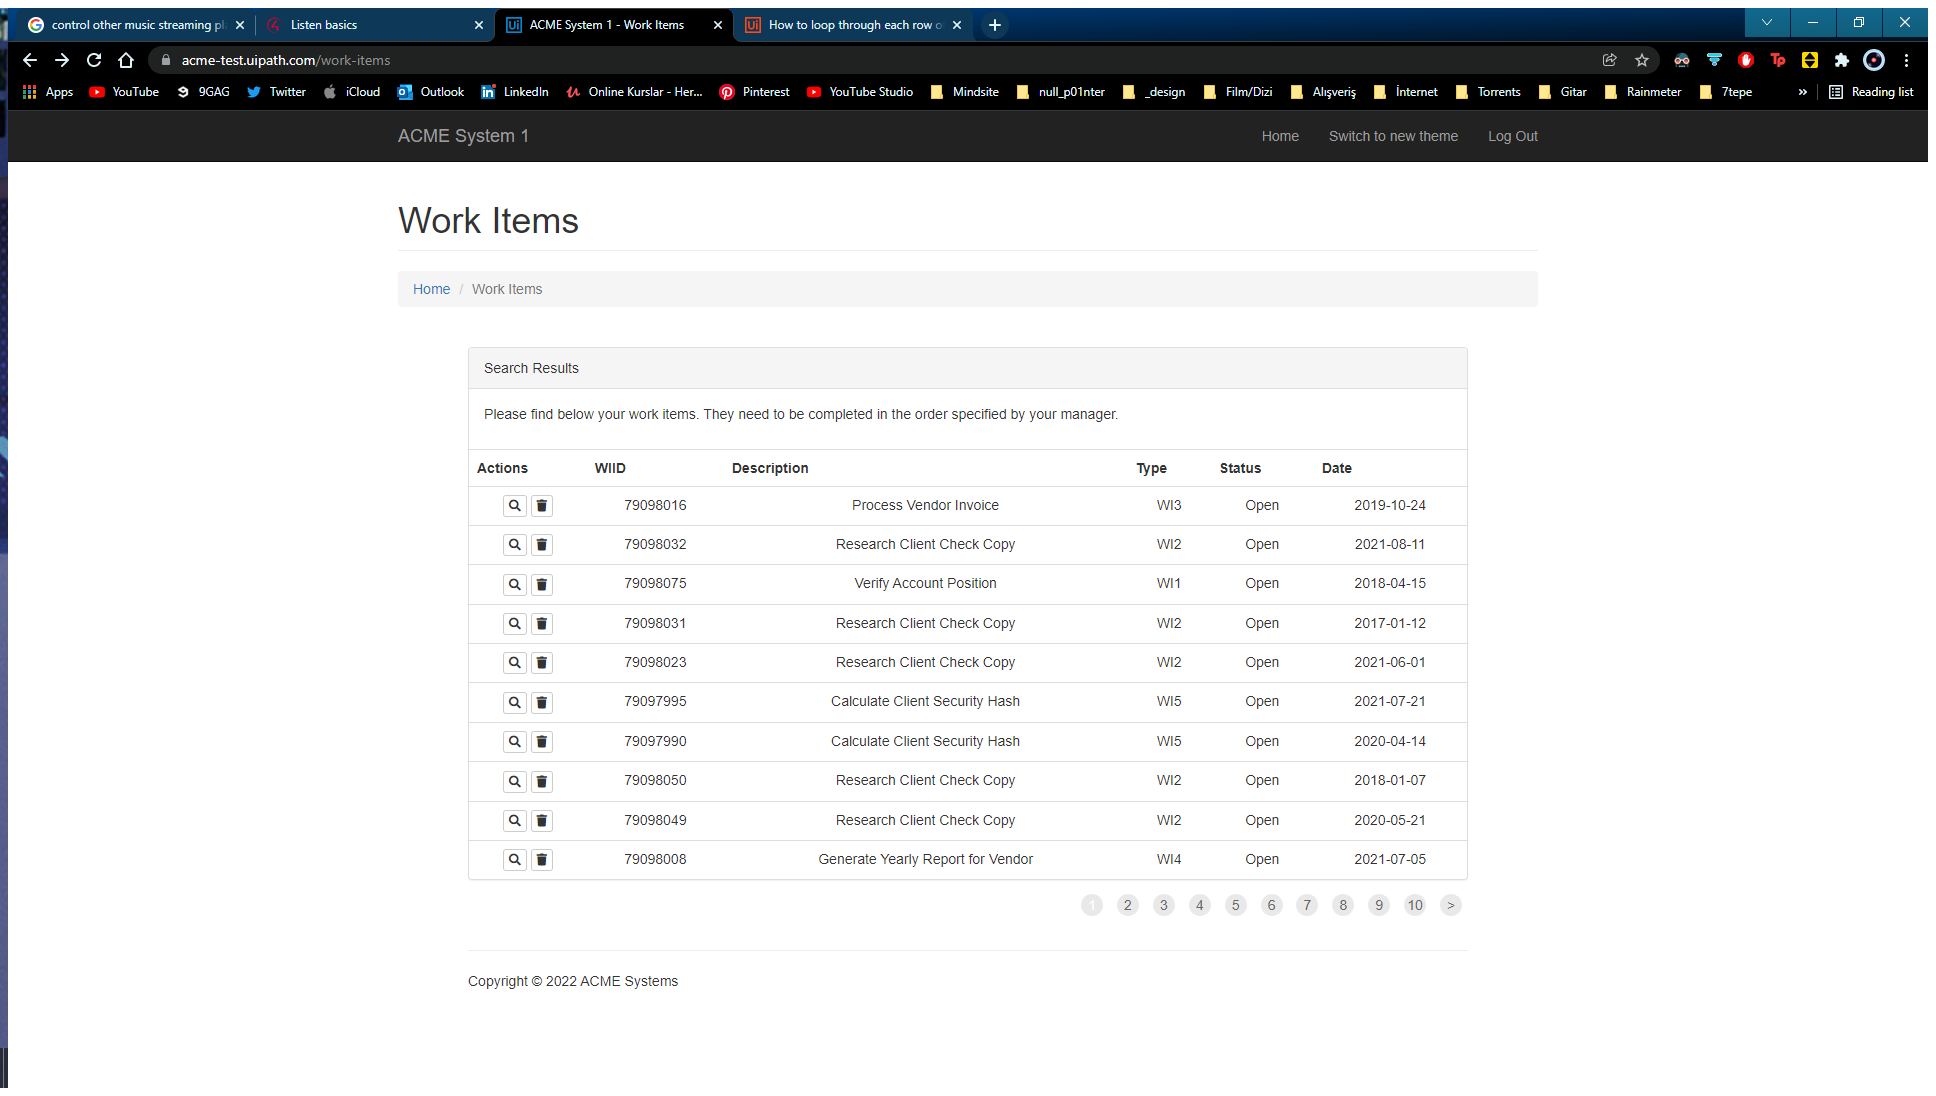 control other music streaming pl
Listen basics
ACME System 1 - Work Items
How to loop through each row o
acme-test.uipath.com/work-items
Apps YouTube 9GAG Twitter iCloud Outlook LinkedIn Online Kurslar - Her... Pinterest YouTube Studio Mindsite null_p01nter _design Film/Dizi Alışveriş İnternet Torrents Gitar Rainmeter 7tepe » Reading list
ACME System 1 Home Switch to new theme Log Out
Work Items
Home / Work Items
Search Results
Please find below your work items. They need to be completed in the order specified by your manager.
Actions WIID Description Type Status Date
79098016 Process Vendor Invoice WI3 Open 2019-10-24
79098032 Research Client Check Copy WI2 Open 2021-08-11
79098075 Verify Account Position WI1 Open 2018-04-15
79098031 Research Client Check Copy WI2 Open 2017-01-12
79098023 Research Client Check Copy WI2 Open 2021-06-01
79097995 Calculate Client Security Hash WI5 Open 2021-07-21
79097990 Calculate Client Security Hash WI5 Open 2020-04-14
79098050 Research Client Check Copy WI2 Open 2018-01-07
79098049 Research Client Check Copy WI2 Open 2020-05-21
79098008 Generate Yearly Report for Vendor WI4 Open 2021-07-05
1 2 3 4 5 6 7 8 9 10 >
Copyright © 2022 ACME Systems